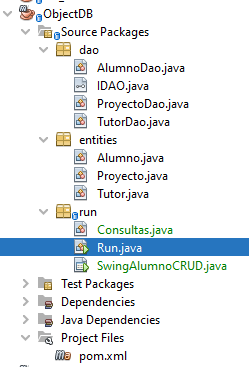 ObjectDB
Source Packages
dao
AlumnoDao.java
IDAO.java
ProyectoDao.java
TutorDao.java
entities
Alumno.java
Proyecto.java
Tutor.java
run
Consultas.java
Run.java
SwingAlumnoCRUD.java
Test Packages
Dependencies
Java Dependencies
Project Files
pom.xml